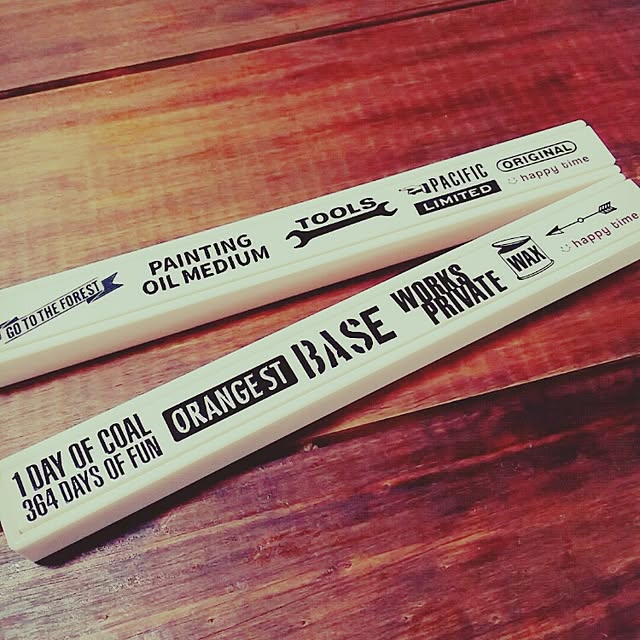 GO TO THE FOREST
PAINTING
OIL MEDIUM
TOOLS
PACIFIC
LIMITED
ORIGINAL
happy time
1 DAY OF COAL
364 DAYS OF FUN
ORANGE ST
BASE
WORKS
PRIVATE
WAX
happy time